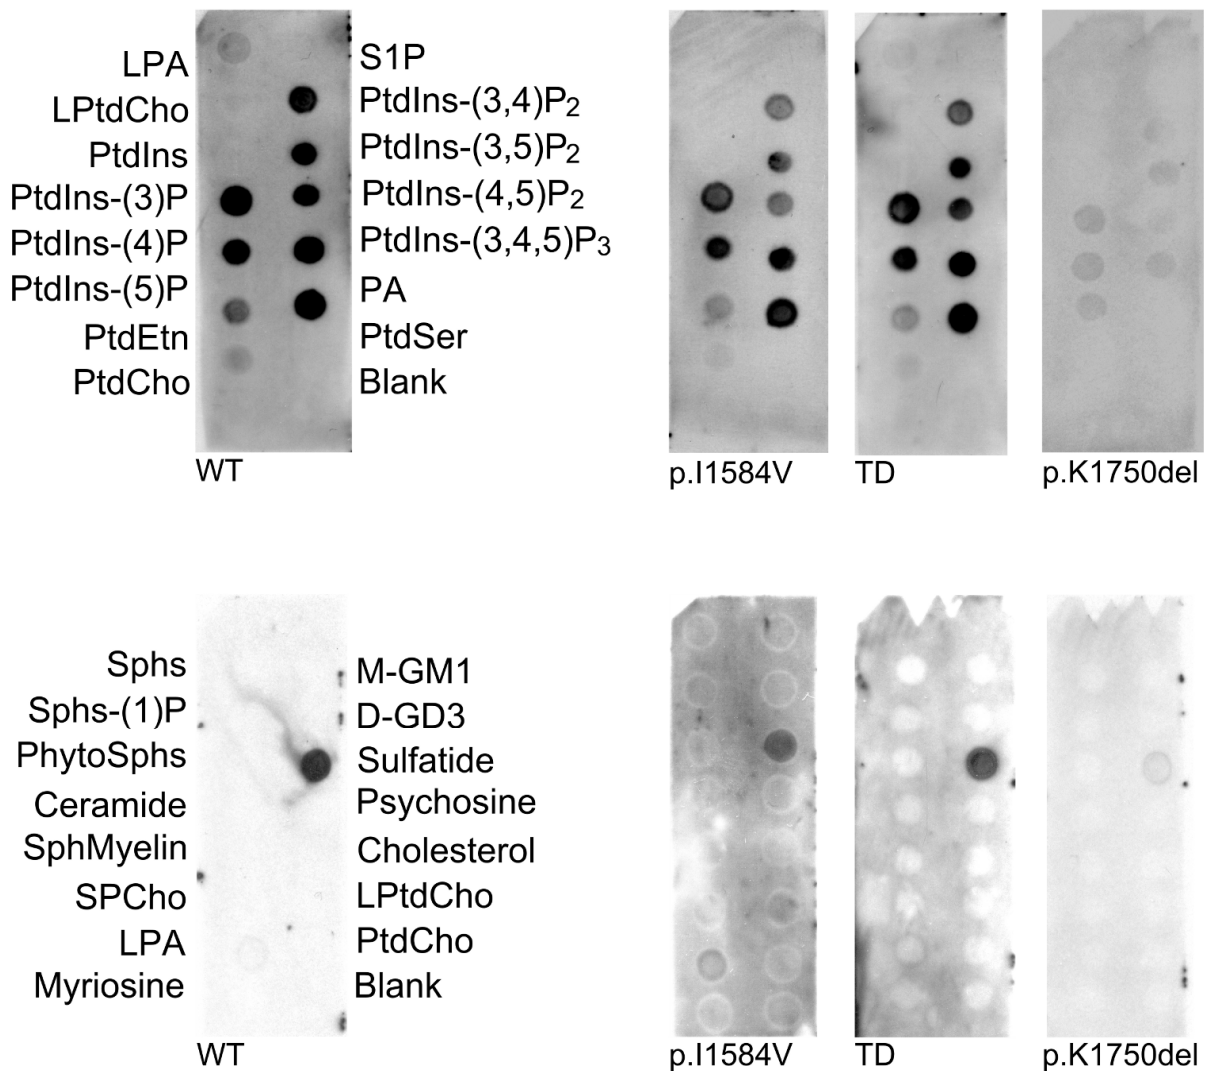 LPA
S1P
LPtdCho
PtdIns-(3,4)P2
PtdIns
PtdIns-(3,5)P2
PtdIns-(3)P
PtdIns-(4,5)P2
PtdIns-(4)P
PtdIns-(3,4,5)P3
PtdIns-(5)P
PA
PtdEtn
PtdSer
PtdCho
Blank
WT
p.I1584V
TD
p.K1750del
Sphs
M-GM1
Sphs-(1)P
D-GD3
PhytoSphs
Sulfatide
Ceramide
Psychosine
SphMyelin
Cholesterol
SPCho
LPtdCho
LPA
PtdCho
Myriosine
Blank
WT
p.I1584V
TD
p.K1750del